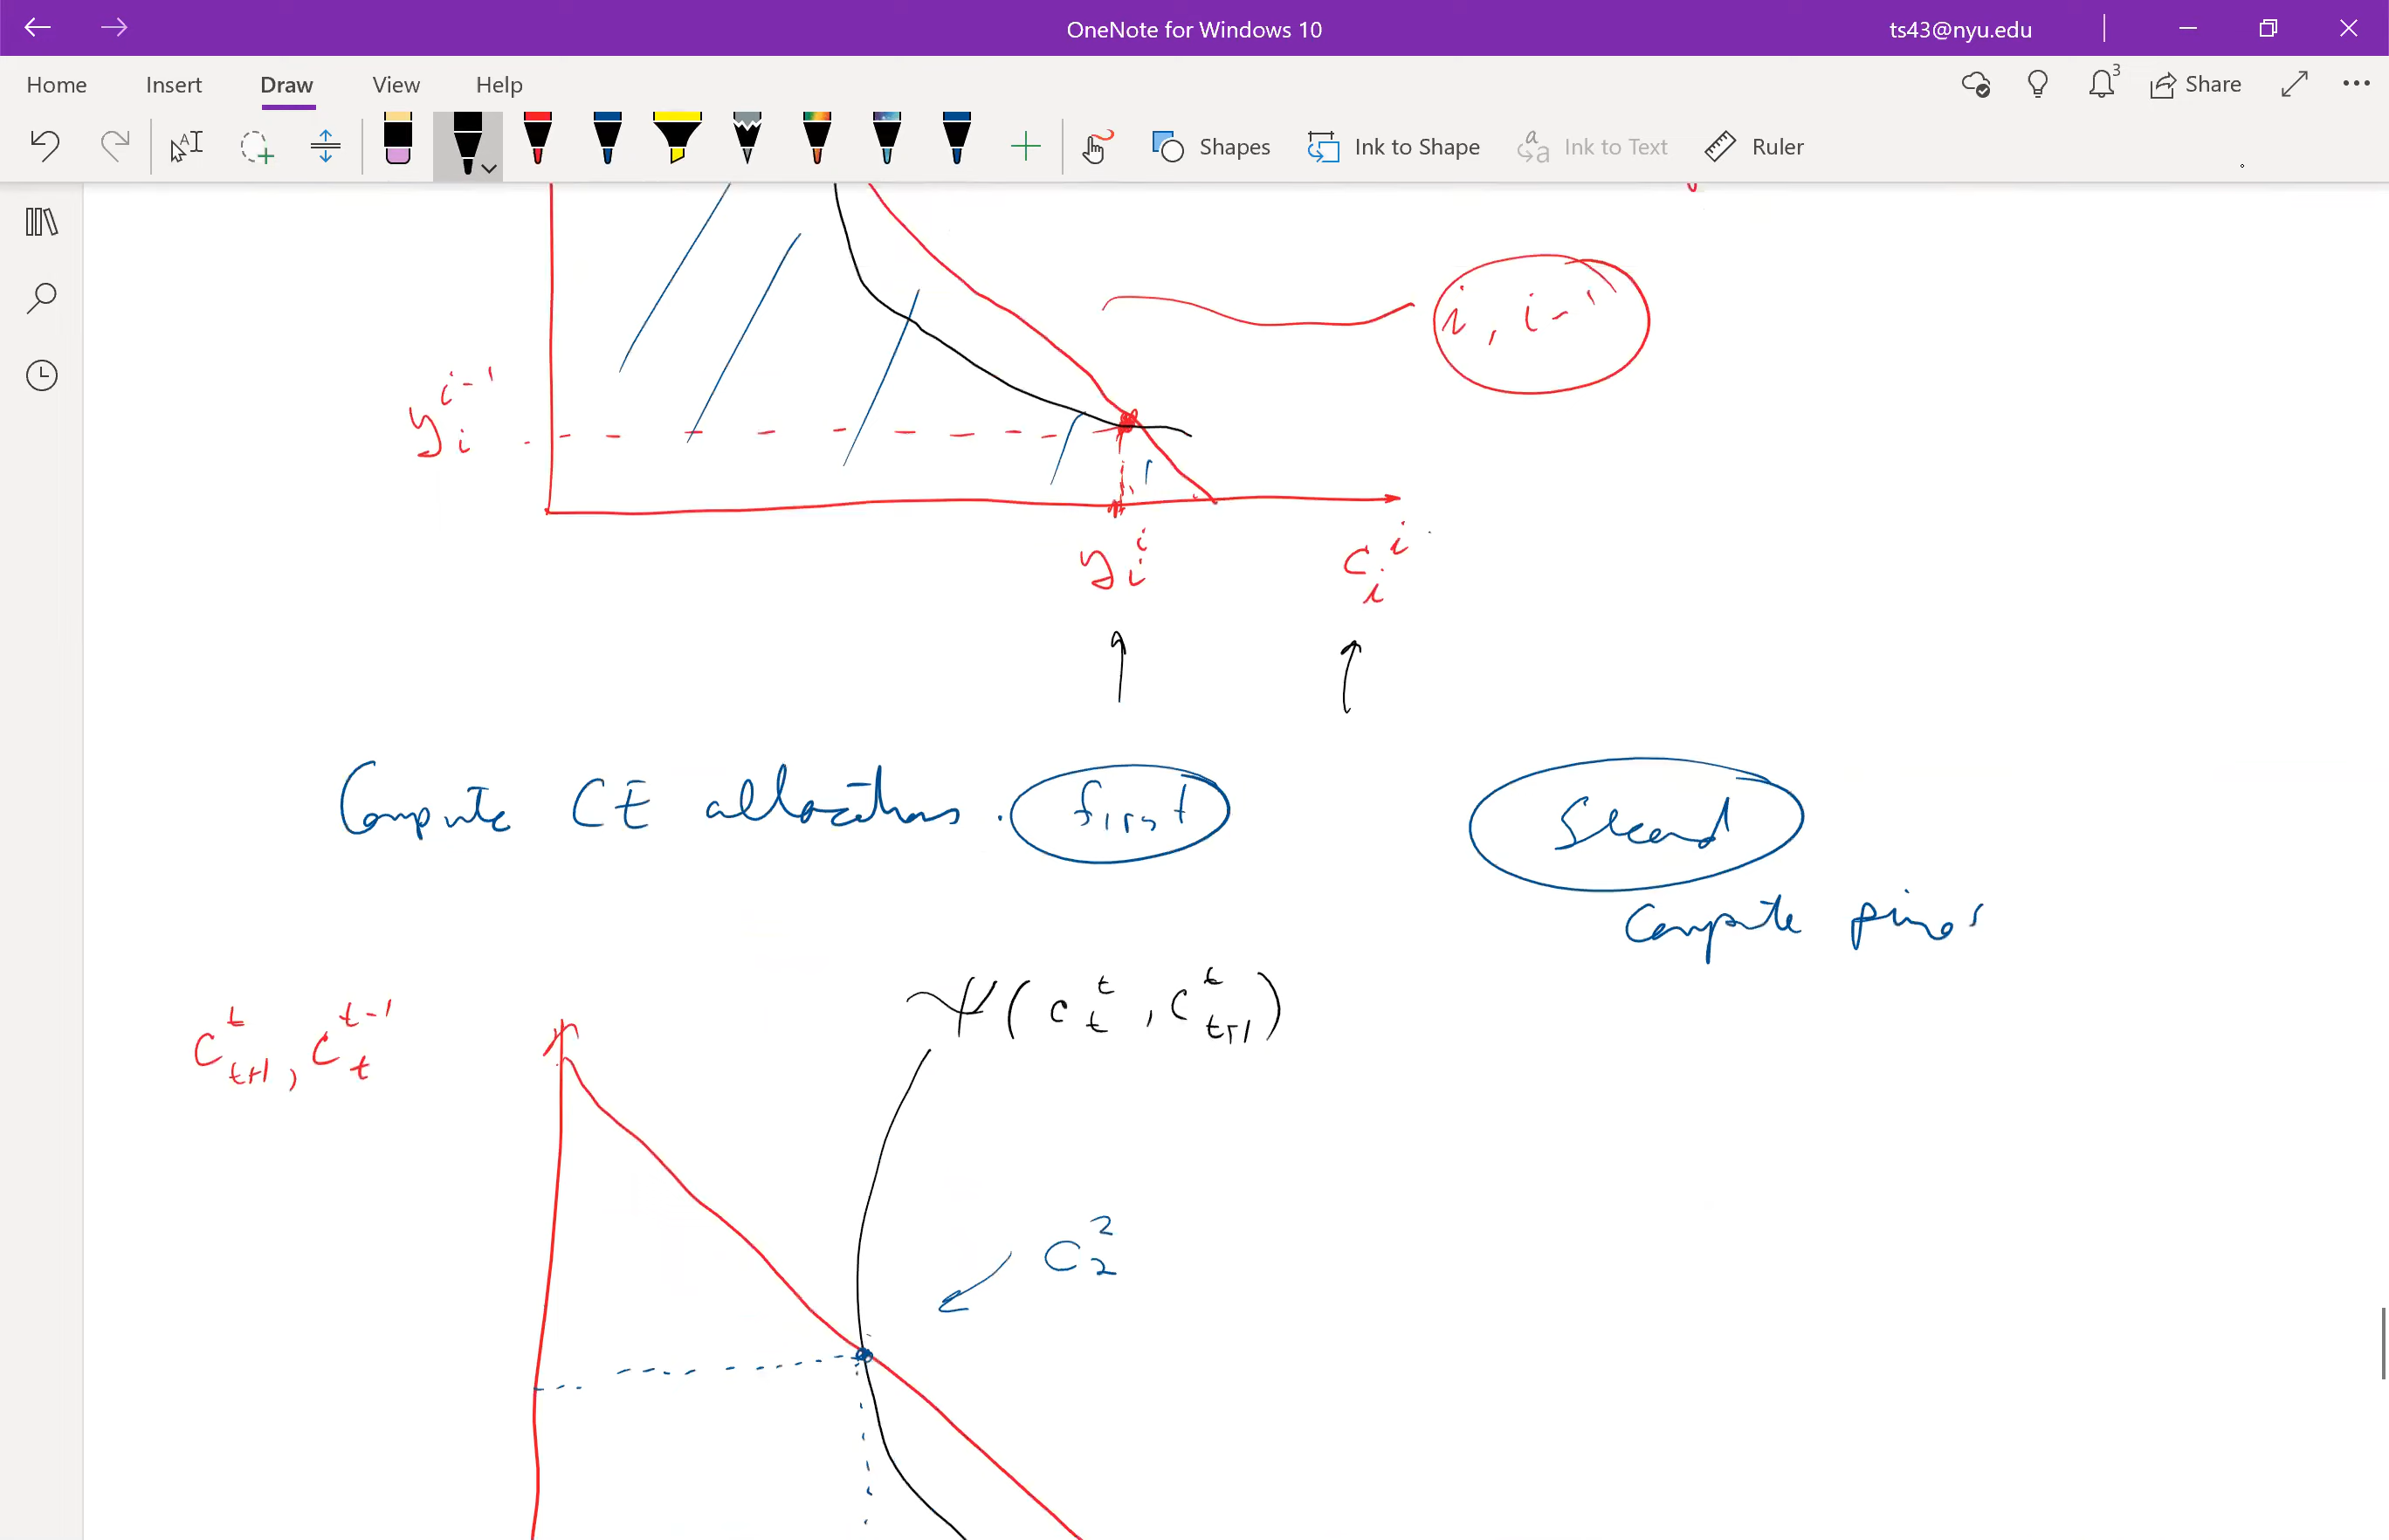 OneNote for Windows 10 ts43@nyu.edu
Home Insert Draw View Help 3 Share
Shapes Ink to Shape Ink to Text Ruler
i, i-1
y_i^{i-1}
y_i^i c_i^i
Compute CE allocations. first Second
Compute prices
ψ(c_t^t, c_{t+1}^t)
c_{t+1}^t, c_t^{t-1}
c_2^2